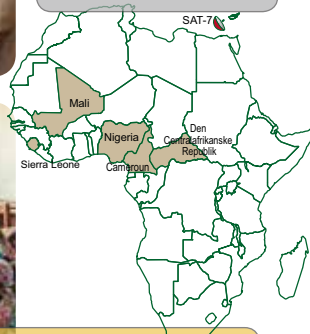 SAT-7
Mali
Nigeria
Den
Centralafrikanske
Republik
Sierra Leone
Cameroun